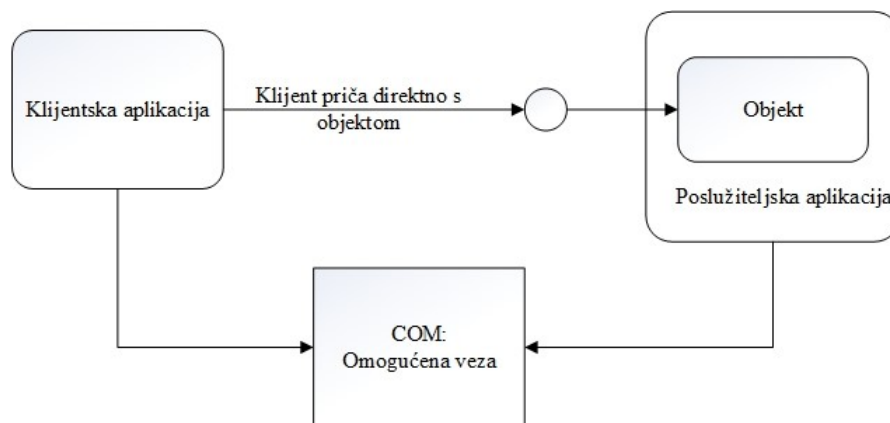 Klijentska aplikacija
Klijent priča direktno s
objektom
Objekt
Poslužiteljska aplikacija
COM:
Omogućena veza